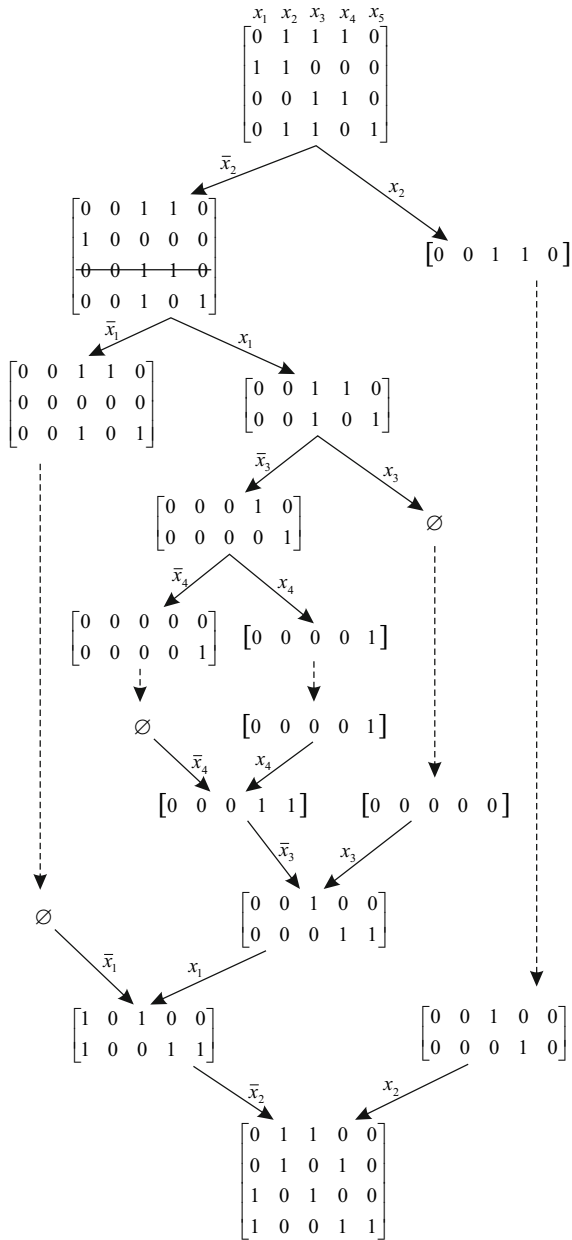 x₁ x₂ x₃ x₄ x₅
[0 1 1 1 0
1 1 0 0 0
0 0 1 1 0
0 1 1 0 1]
x̄₂ x₂
[0 0 1 1 0
1 0 0 0 0
0 0 1 1 0
0 0 1 0 1]
[0 0 1 1 0]
x̄₁ x₁
[0 0 1 1 0
0 0 0 0 0
0 0 1 0 1]
[0 0 1 1 0
0 0 1 0 1]
x̄₃ x₃
[0 0 0 1 0
0 0 0 0 1]
∅
x̄₄ x₄
[0 0 0 0 0
0 0 0 0 1]
[0 0 0 0 1]
∅ [0 0 0 0 1]
x̄₄ x₄
[0 0 0 1 1] [0 0 0 0 0]
x̄₃ x₃
∅
[0 0 1 0 0
0 0 0 1 1]
x̄₁ x₁
[1 0 1 0 0
1 0 0 1 1]
[0 0 1 0 0
0 0 0 1 0]
x̄₂ x₂
[0 1 1 0 0
0 1 0 1 0
1 0 1 0 0
1 0 0 1 1]